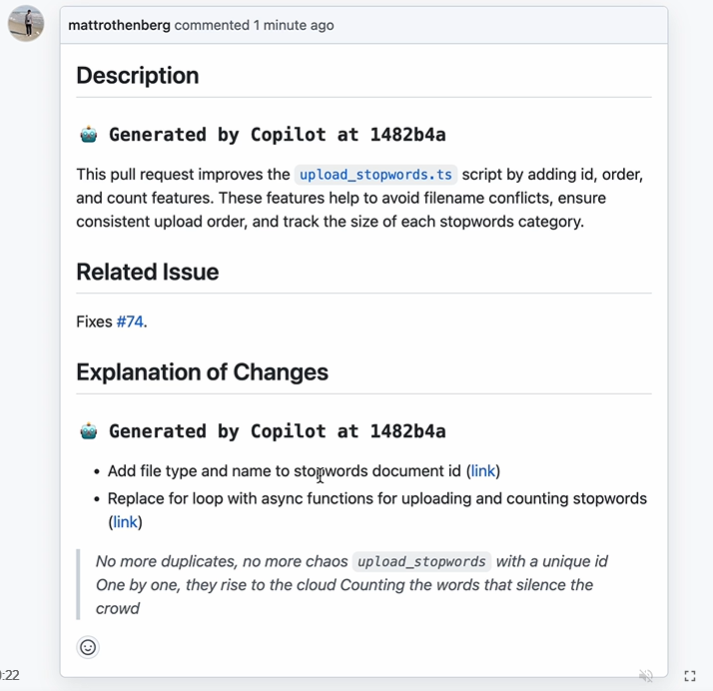 mattrothenberg commented 1 minute ago
Description
Generated by Copilot at 1482b4a
This pull request improves the upload_stopwords.ts script by adding id, order,
and count features. These features help to avoid filename conflicts, ensure
consistent upload order, and track the size of each stopwords category.
Related Issue
Fixes #74.
Explanation of Changes
Generated by Copilot at 1482b4a
• Add file type and name to stopwords document id (link)
• Replace for loop with async functions for uploading and counting stopwords
(link)
No more duplicates, no more chaos upload_stopwords with a unique id
One by one, they rise to the cloud Counting the words that silence the
crowd
:22